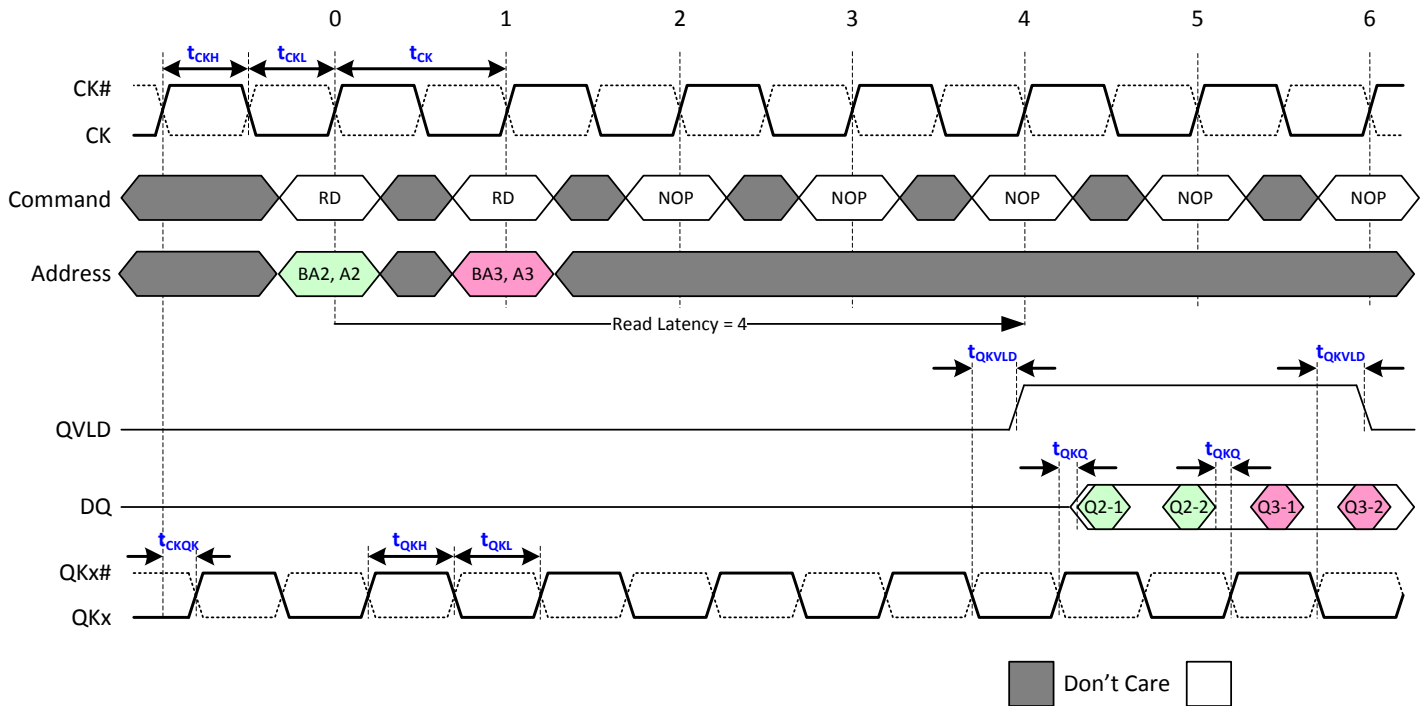 0 1 2 3 4 5 6
tCKH tCKL tCK
CK#
CK
Command RD RD NOP NOP NOP NOP NOP
Address BA2, A2 BA3, A3
Read Latency = 4
tQKVLD tQKVLD
QVLD
tQKQ tQKQ
DQ Q2-1 Q2-2 Q3-1 Q3-2
tCKQK tQKH tQKL
QKx#
QKx
Don't Care